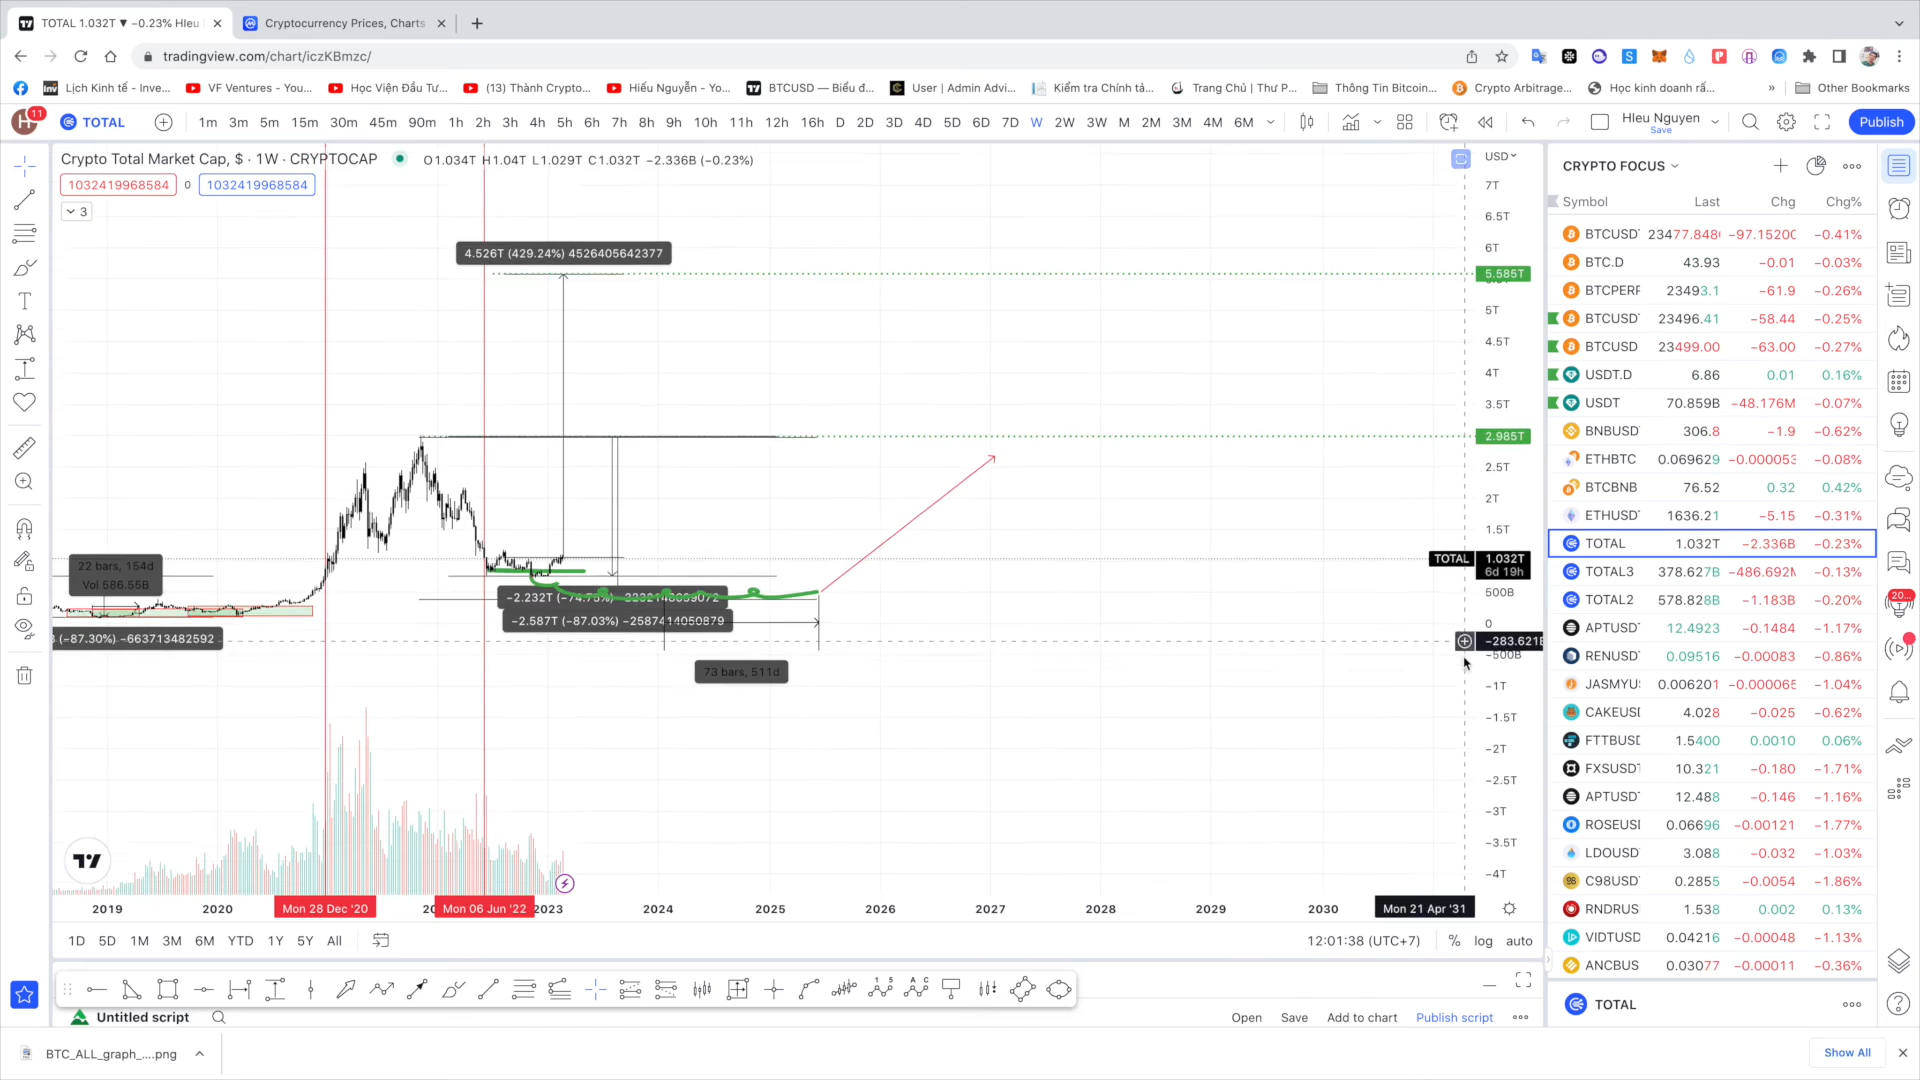 TOTAL 1.032T ▼ −0.23% HIeu
Cryptocurrency Prices, Charts
tradingview.com/chart/iczKBmzc/
Lịch Kinh tế - Inve...
VF Ventures - You...
Học Viện Đầu Tư...
(13) Thành Crypto...
Hiếu Nguyễn - Yo...
BTCUSD — Biểu đ...
User | Admin Advi...
Kiểm tra Chính tả...
Trang Chủ | Thư P...
Thông Tin Bitcoin...
Crypto Arbitrage...
Học kinh doanh rấ...
»
Other Bookmarks
H 11
TOTAL
1m 3m 5m 15m 30m 45m 90m 1h 2h 3h 4h 5h 6h 7h 8h 9h 10h 11h 12h 16h D 2D 3D 4D 5D 6D 7D W 2W 3W M 2M 3M 4M 6M
HIeu Nguyen
Save
Publish
Crypto Total Market Cap, $ · 1W · CRYPTOCAP
O1.034T H1.04T L1.029T C1.032T −2.336B (−0.23%)
1032419968584 0 1032419968584
3
USD
7T
6.5T
6T
4.526T (429.24%) 4526405642377
5.585T
5T
4.5T
4T
3.5T
2.985T
2.5T
2T
1.5T
TOTAL 1.032T
6d 19h
500B
0
−283.621B
−500B
−1T
−1.5T
−2T
−2.5T
−3T
−3.5T
−4T
22 bars, 154d
Vol 586.55B
(−87.30%) −663713482592
−2.587T (−87.03%) −2587414050879
73 bars, 511d
2019 2020 Mon 28 Dec '20 Mon 06 Jun '22 2023 2024 2025 2026 2027 2028 2029 2030 Mon 21 Apr '31
1D 5D 1M 3M 6M YTD 1Y 5Y All
12:01:38 (UTC+7) % log auto
Untitled script
Open Save Add to chart Publish script
BTC_ALL_graph_....png
Show All
CRYPTO FOCUS
Symbol Last Chg Chg%
BTCUSD 23477.848 −97.1520 −0.41%
BTC.D 43.93 −0.01 −0.03%
BTCPERP 23493.1 −61.9 −0.26%
BTCUSD 23496.41 −58.44 −0.25%
BTCUSD 23499.00 −63.00 −0.27%
USDT.D 6.86 0.01 0.16%
USDT 70.859B −48.176M −0.07%
BNBUSD 306.8 −1.9 −0.62%
ETHBTC 0.069629 −0.000053 −0.08%
BTCBNB 76.52 0.32 0.42%
ETHUSD 1636.21 −5.15 −0.31%
TOTAL 1.032T −2.336B −0.23%
TOTAL3 378.627B −486.692M −0.13%
TOTAL2 578.828B −1.183B −0.20%
APTUSD 12.4923 −0.1484 −1.17%
RENUSD 0.09516 −0.00083 −0.86%
JASMYU 0.006201 −0.000065 −1.04%
CAKEUSD 4.028 −0.025 −0.62%
FTTBUSD 1.5400 0.0010 0.06%
FXSUSD 10.321 −0.180 −1.71%
APTUSD 12.488 −0.146 −1.16%
ROSEUSD 0.06696 −0.00121 −1.77%
LDOUSD 3.088 −0.032 −1.03%
C98USD 0.2855 −0.0054 −1.86%
RNDRUS 1.538 0.002 0.13%
VIDTUSD 0.04216 −0.00048 −1.13%
ANCBUS 0.03077 −0.00011 −0.36%
TOTAL
20...